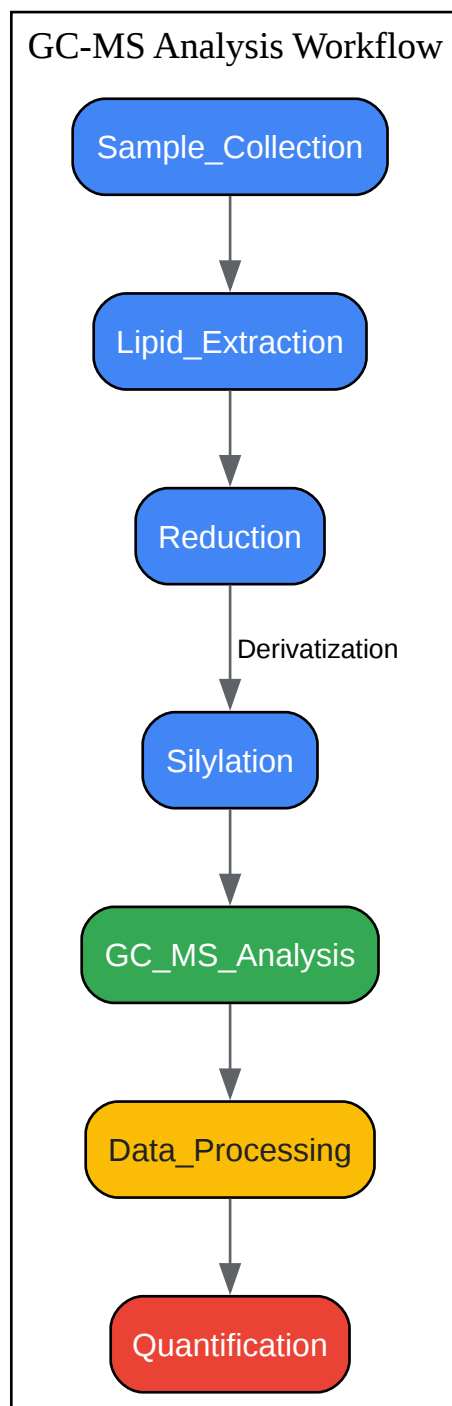 GC-MS Analysis Workflow
Sample_Collection
Lipid_Extraction
Reduction
Derivatization
Silylation
GC_MS_Analysis
Data_Processing
Quantification